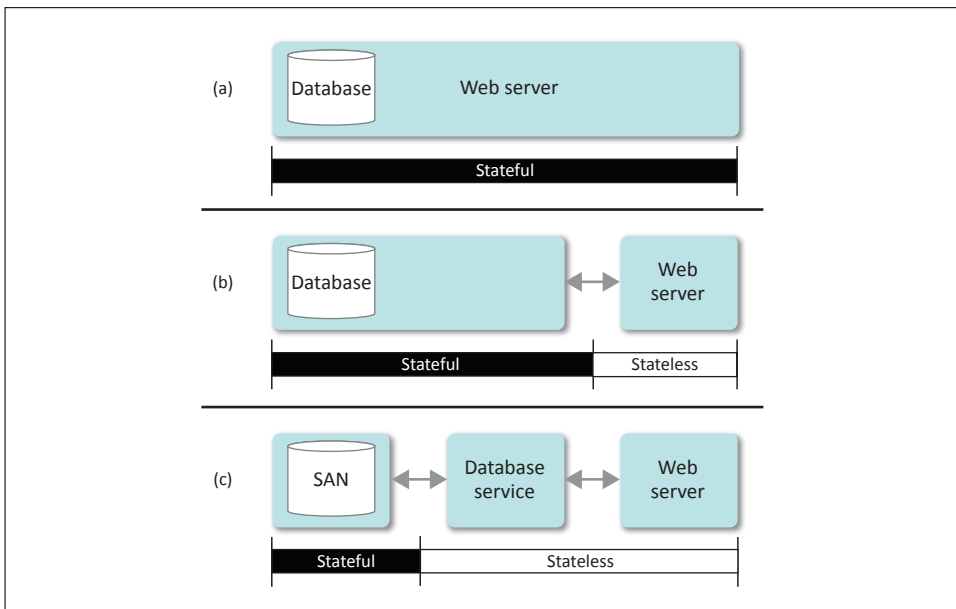 (a)
Database
Web server
Stateful
(b)
Database
Web
server
Stateful
Stateless
(c)
SAN
Database
service
Web
server
Stateful
Stateless